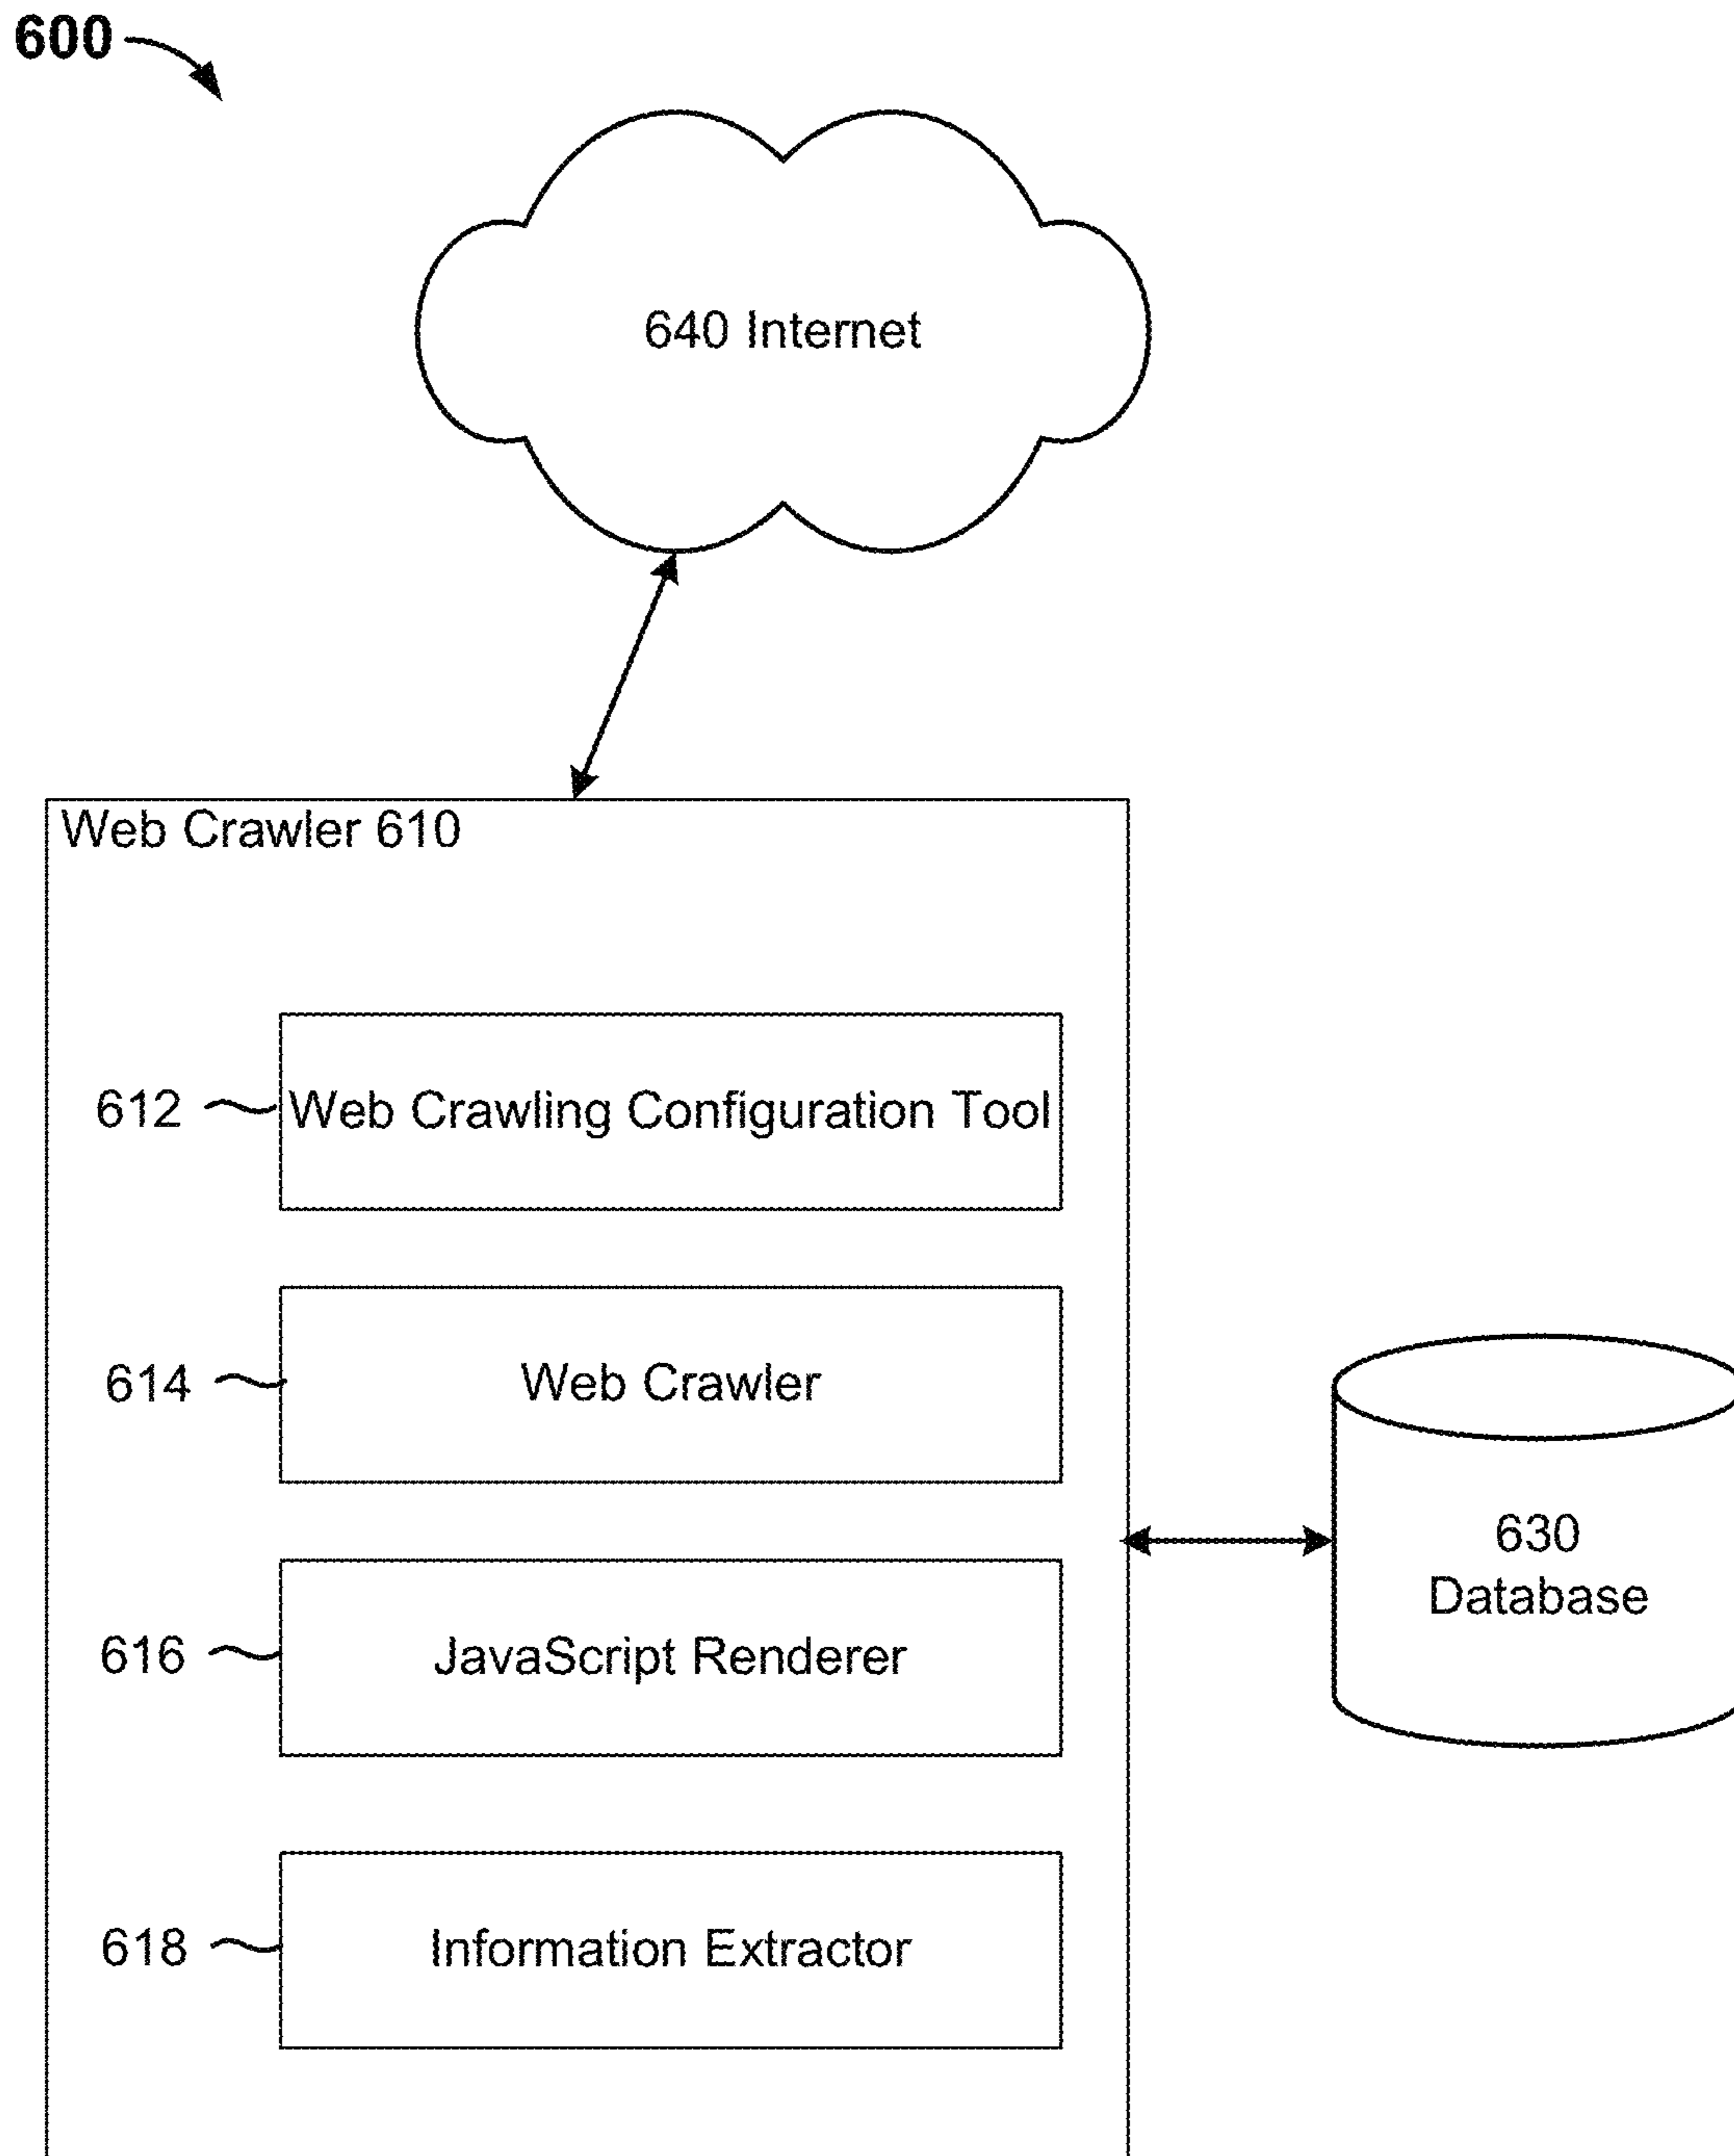 600
640 Internet
Web Crawler 610
612 Web Crawling Configuration Tool
614 Web Crawler
616 JavaScript Renderer
618 Information Extractor
630
Database